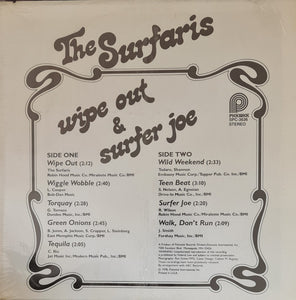 The Surfaris
PICKWICK
SPC-3636
STEREO
wipe out
&
surfer joe
SIDE ONE
Wipe Out (2:12)
The Surfaris
Robin Hood Music Co./Miraleste Music Co./BMI
Wiggle Wobble (2:40)
L. Cooper
Bob-Dan Music
Torquay (2:28)
G. Tomsco
Dundee Music, Inc./BMI
Green Onions (2:45)
B. Jones, A. Jackson, S. Cropper, L. Steinberg
East Memphis Music Corp./BMI
Tequila (2:05)
C. Rio
Jat Music Inc./Modern Music Pub., Inc./BMI
SIDE TWO
Wild Weekend (2:33)
Todaro, Shannon
Embassy Music Corp./Tupper Pub. Co., Inc./BMI
Teen Beat (3:10)
S. Nelson, A. Egnoian
Drive-In Music Co., Inc./BMI
Surfer Joe (2:20)
R. Wilson
Robin Hood Music Co./Miraleste Music Co./BMI
Walk, Don't Run (2:09)
J. Smith
Forshay Music, Inc./BMI